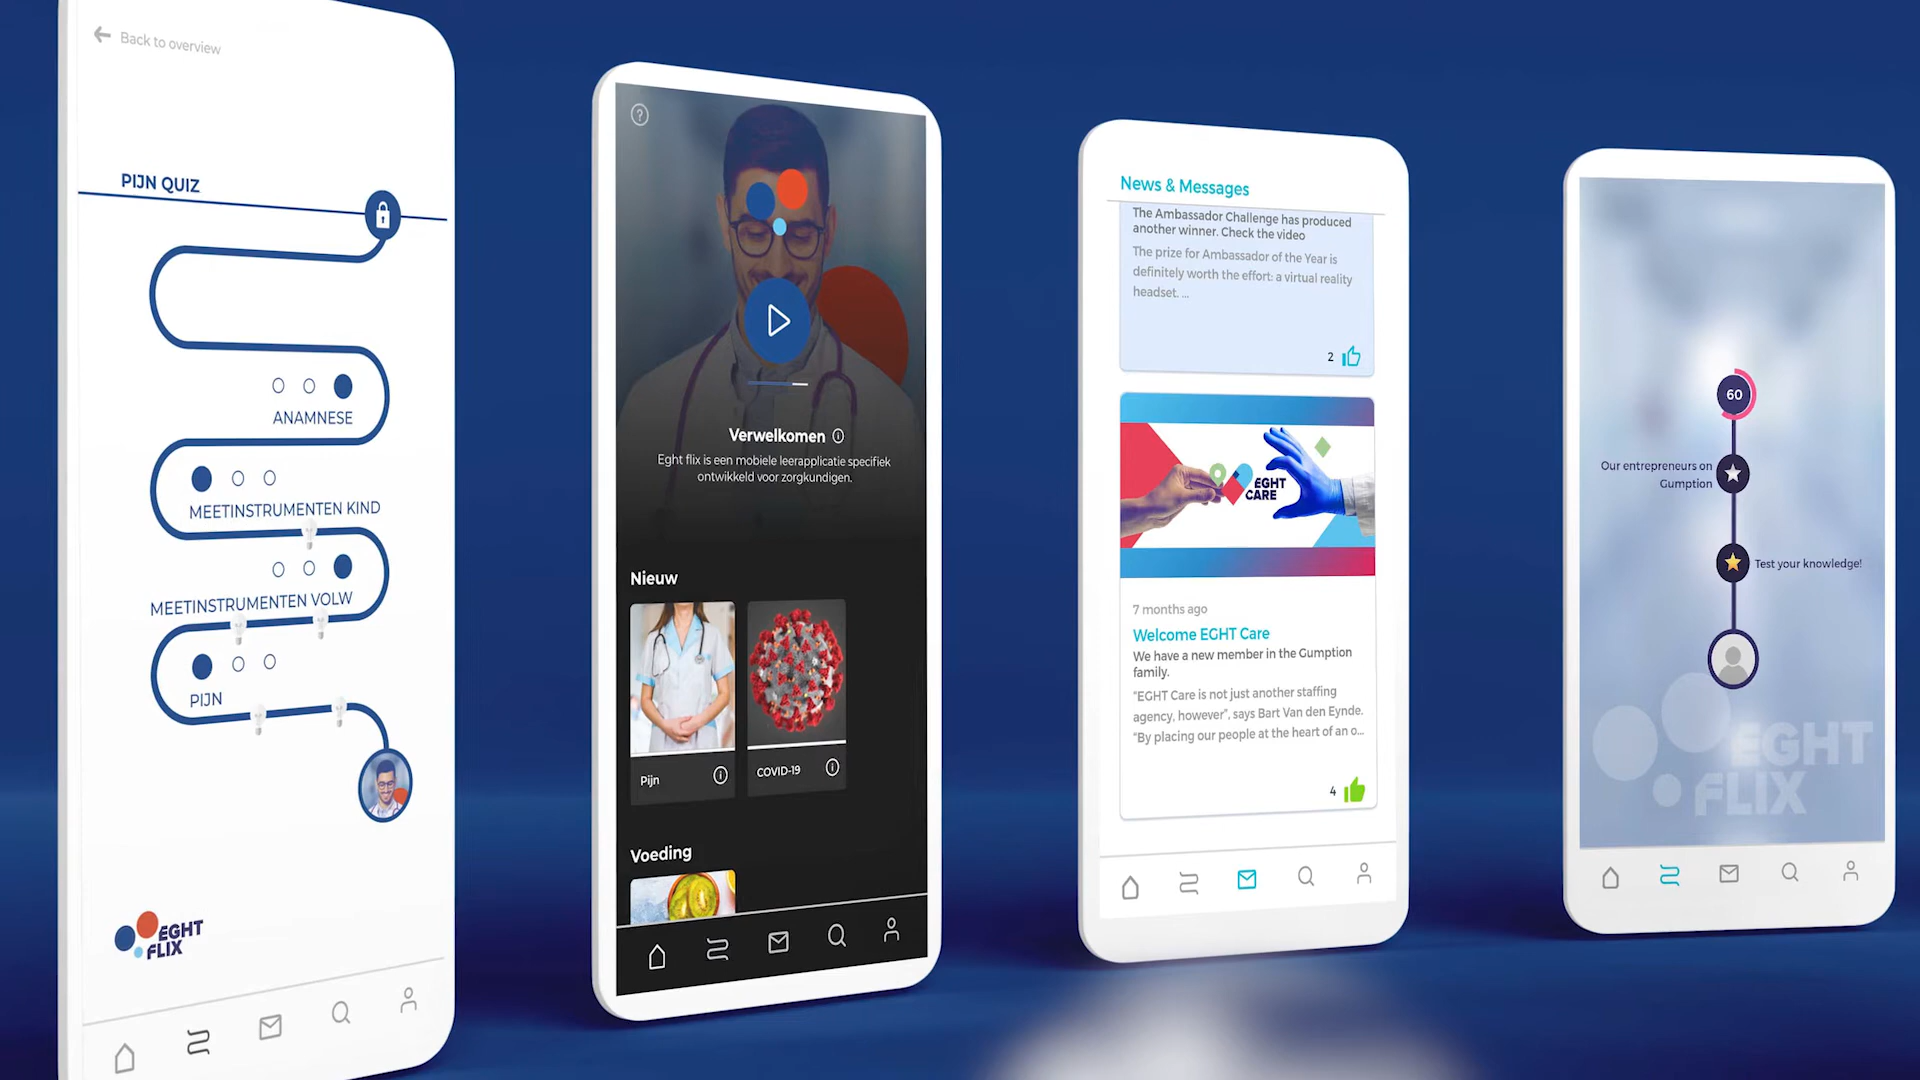 Back to overview
PIJN QUIZ
ANAMNESE
MEETINSTRUMENTEN KIND
MEETINSTRUMENTEN VOLW
PIJN
EGHT
FLIX
?
Verwelkomen
Eght flix is een mobiele leerapplicatie specifiek
ontwikkeld voor zorgkundigen.
Nieuw
Pijn
COVID-19
Voeding
News & Messages
The Ambassador Challenge has produced
another winner. Check the video
The prize for Ambassador of the Year is
definitely worth the effort: a virtual reality
headset. ...
2
EGHT
CARE
7 months ago
Welcome EGHT Care
We have a new member in the Gumption
family.
"EGHT Care is not just another staffing
agency, however", says Bart Van den Eynde.
"By placing our people at the heart of an o...
4
60
Our entrepreneurs on
Gumption
Test your knowledge!
EGHT
FLIX